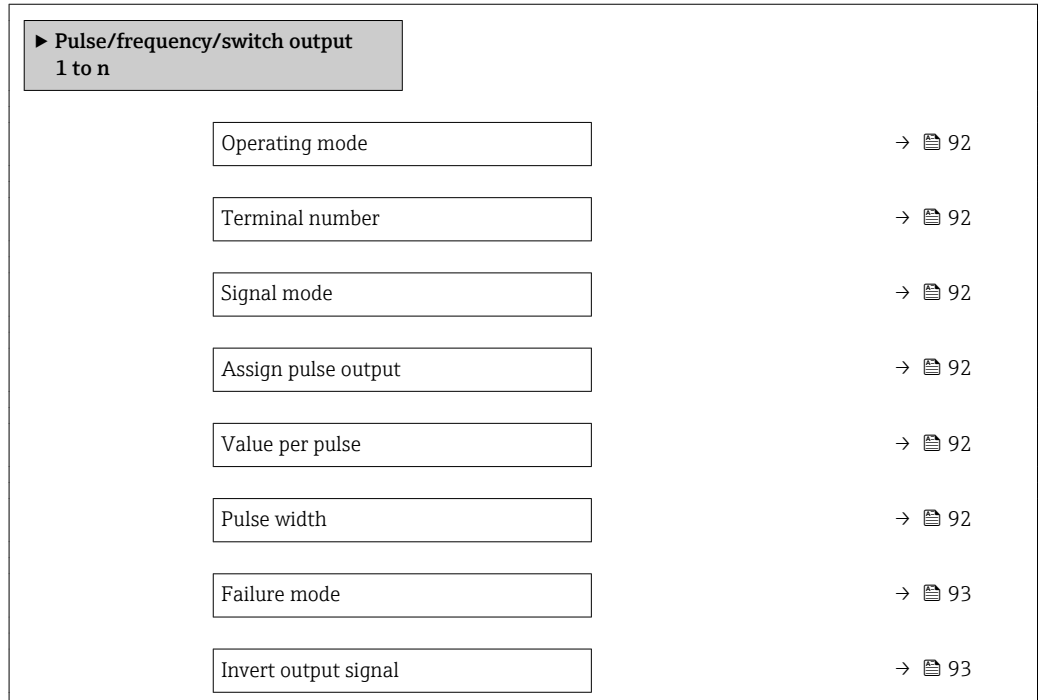 ▶ Pulse/frequency/switch output
1 to n
Operating mode → 92
Terminal number → 92
Signal mode → 92
Assign pulse output → 92
Value per pulse → 92
Pulse width → 92
Failure mode → 93
Invert output signal → 93